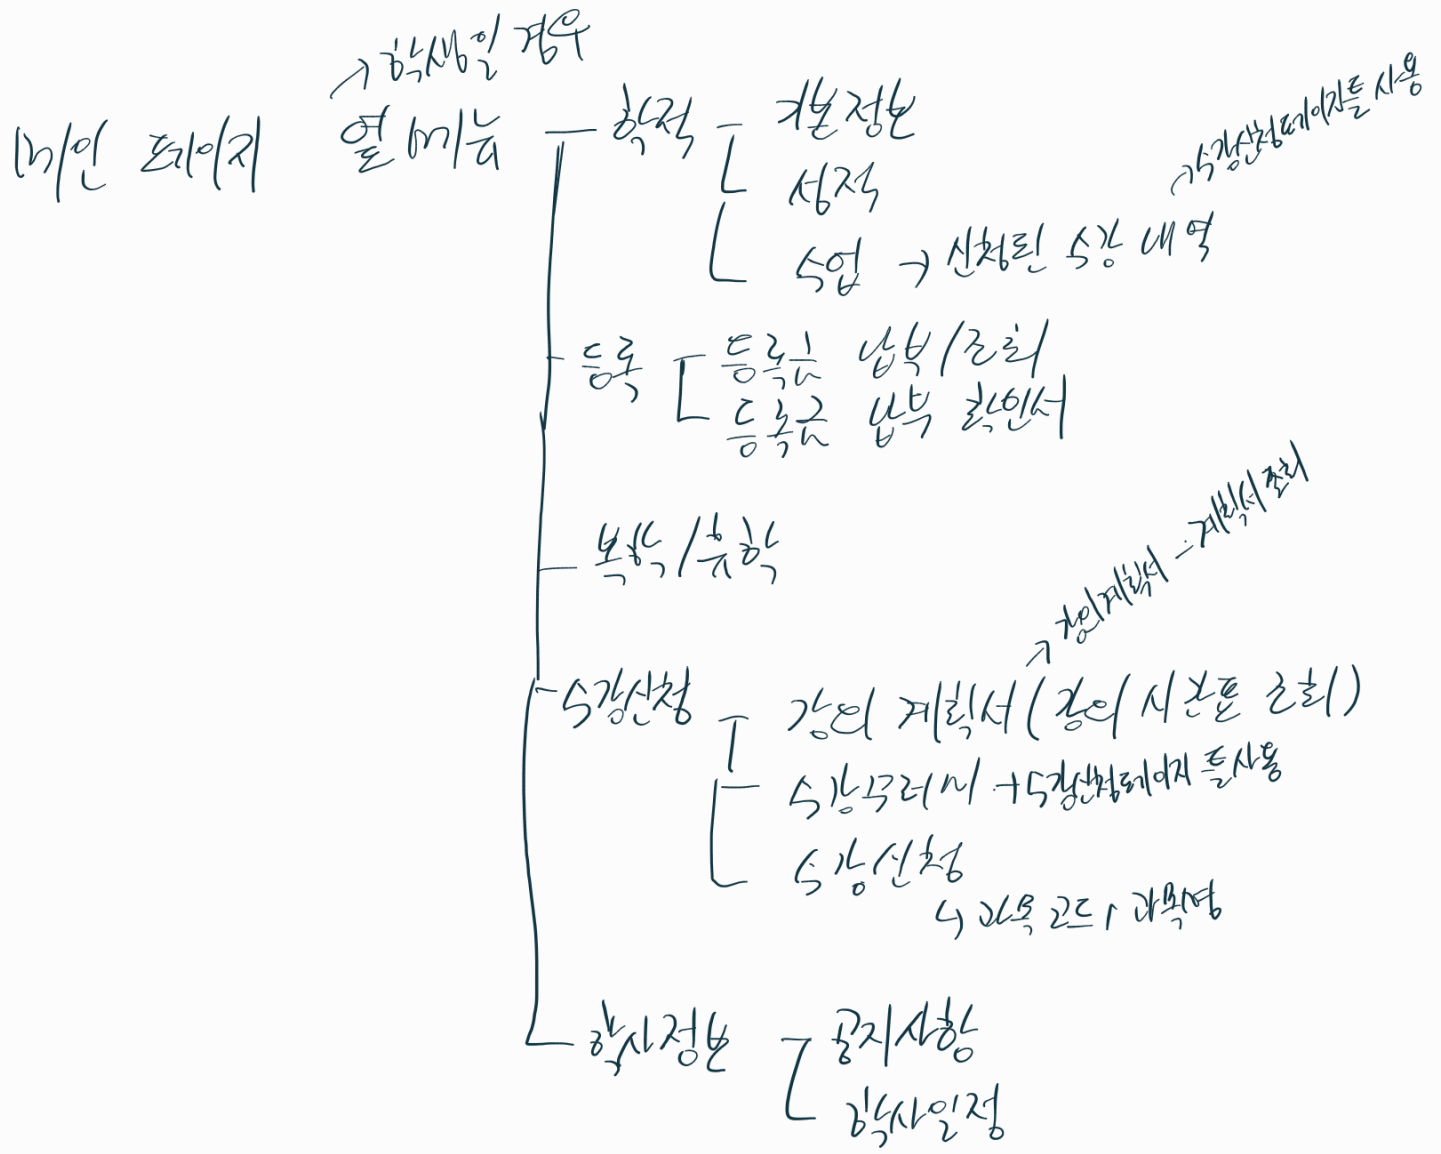 → 학생일 경우
메인 페이지 열메뉴 학적 기본정보
성적
수업 → 신청된 수강 내역
→ 수강신청페이지틀 사용
등록 등록금 납부/조회
등록금 납부 확인서
복학/휴학
→ 강의계획서 - 계획서 조회
수강신청 강의 계획서 (강의 시간표 조회)
수강꾸러미 → 수강신청페이지 틀 사용
수강신청
↳ 과목 코드, 과목명
학사정보 공지사항
학사일정